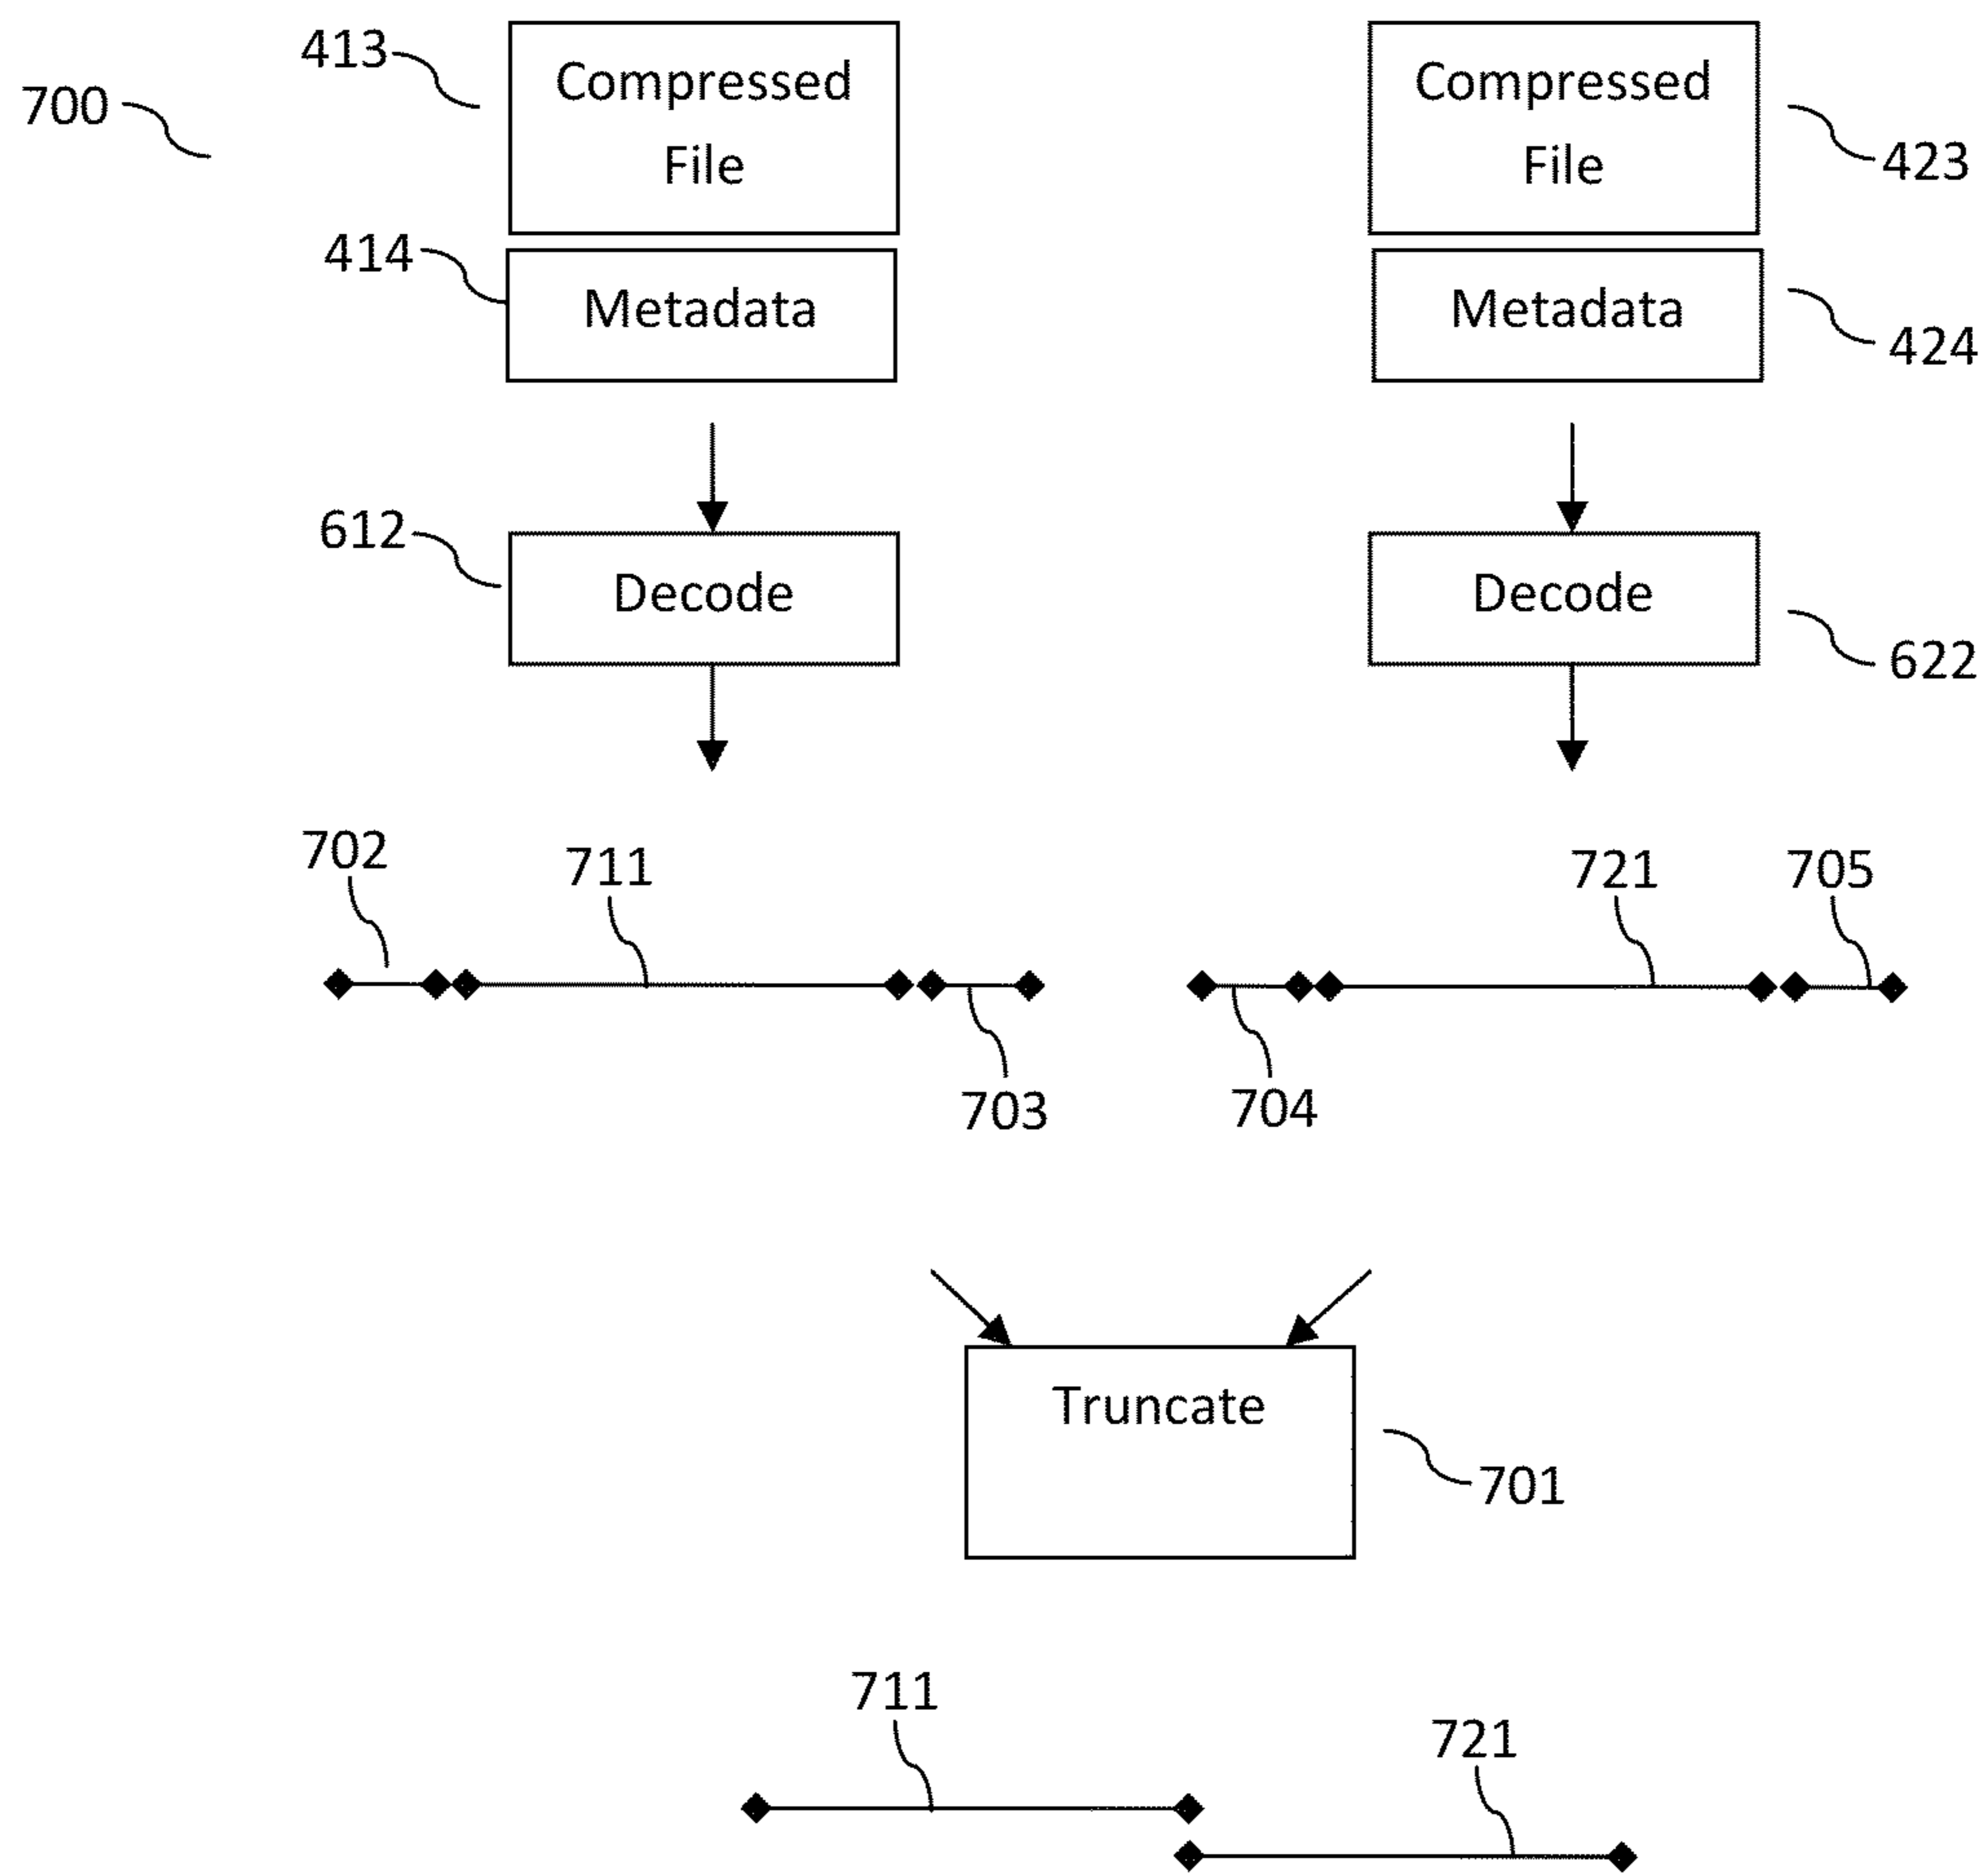 413
Compressed
File
Compressed
File
700
423
414
Metadata
Metadata
424
612
Decode
Decode
622
702
711
721
705
703
704
Truncate
701
711
721